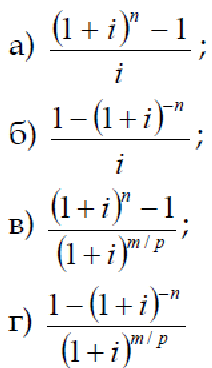 а) ((1 + i)^n − 1) / i ;
б) (1 − (1 + i)^−n) / i ;
в) ((1 + i)^n − 1) / (1 + i)^m / p ;
г) (1 − (1 + i)^−n) / (1 + i)^m / p